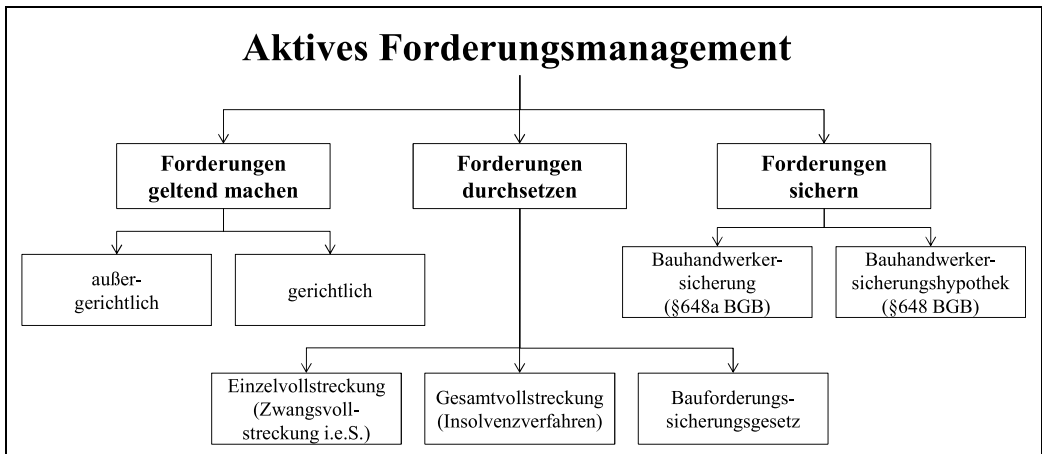 Aktives Forderungsmanagement
Forderungen
geltend machen
Forderungen
durchsetzen
Forderungen
sichern
außer-
gerichtlich
gerichtlich
Bauhandwerker-
sicherung
(§648a BGB)
Bauhandwerker-
sicherungshypothek
(§648 BGB)
Einzelvollstreckung
(Zwangsvoll-
streckung i.e.S.)
Gesamtvollstreckung
(Insolvenzverfahren)
Bauforderungs-
sicherungsgesetz